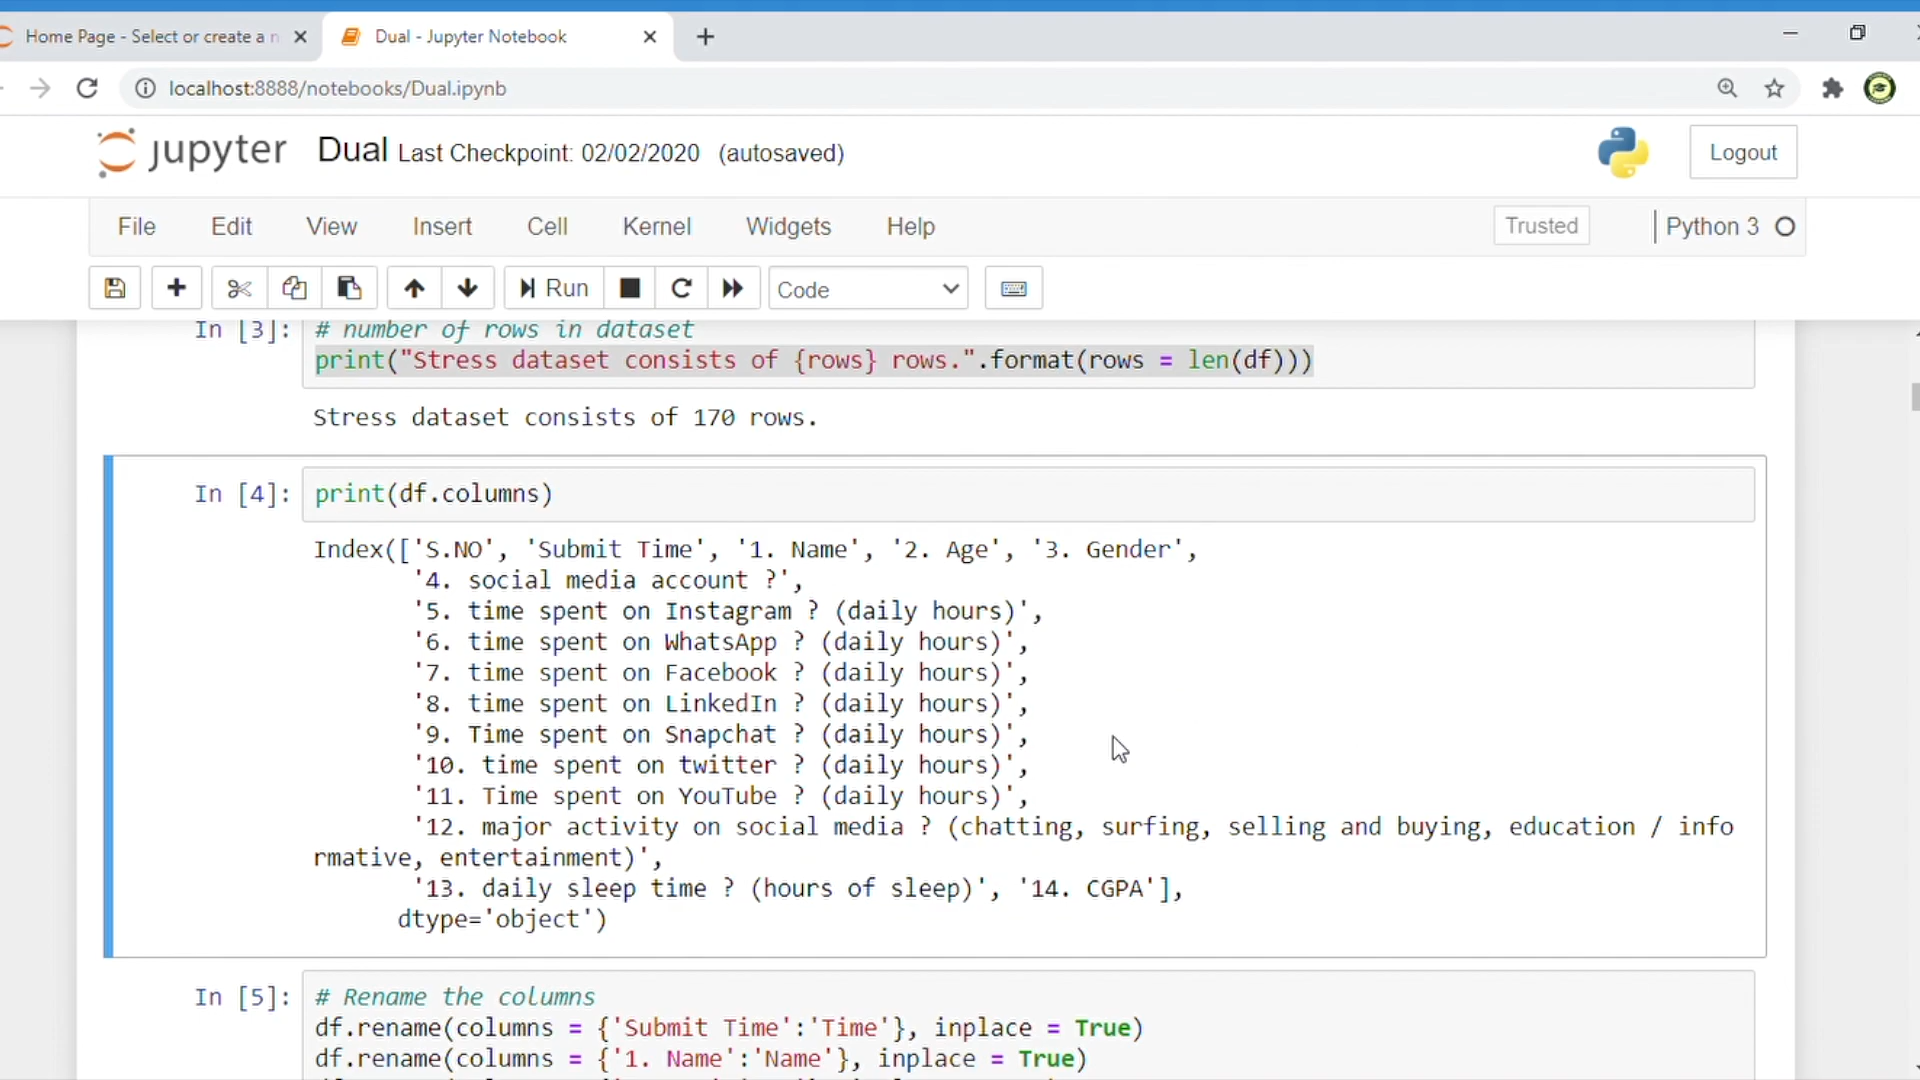 Home Page - Select or create a n
Dual - Jupyter Notebook
localhost:8888/notebooks/Dual.ipynb
jupyter Dual Last Checkpoint: 02/02/2020 (autosaved)
Logout
File Edit View Insert Cell Kernel Widgets Help
Trusted
Python 3
Run
Code
In [3]: # number of rows in dataset
print("Stress dataset consists of {rows} rows.".format(rows = len(df)))
Stress dataset consists of 170 rows.
In [4]: print(df.columns)
Index(['S.NO', 'Submit Time', '1. Name', '2. Age', '3. Gender',
'4. social media account ?',
'5. time spent on Instagram ? (daily hours)',
'6. time spent on WhatsApp ? (daily hours)',
'7. time spent on Facebook ? (daily hours)',
'8. time spent on LinkedIn ? (daily hours)',
'9. Time spent on Snapchat ? (daily hours)',
'10. time spent on twitter ? (daily hours)',
'11. Time spent on YouTube ? (daily hours)',
'12. major activity on social media ? (chatting, surfing, selling and buying, education / info
rmative, entertainment)',
'13. daily sleep time ? (hours of sleep)', '14. CGPA'],
dtype='object')
In [5]: # Rename the columns
df.rename(columns = {'Submit Time':'Time'}, inplace = True)
df.rename(columns = {'1. Name':'Name'}, inplace = True)